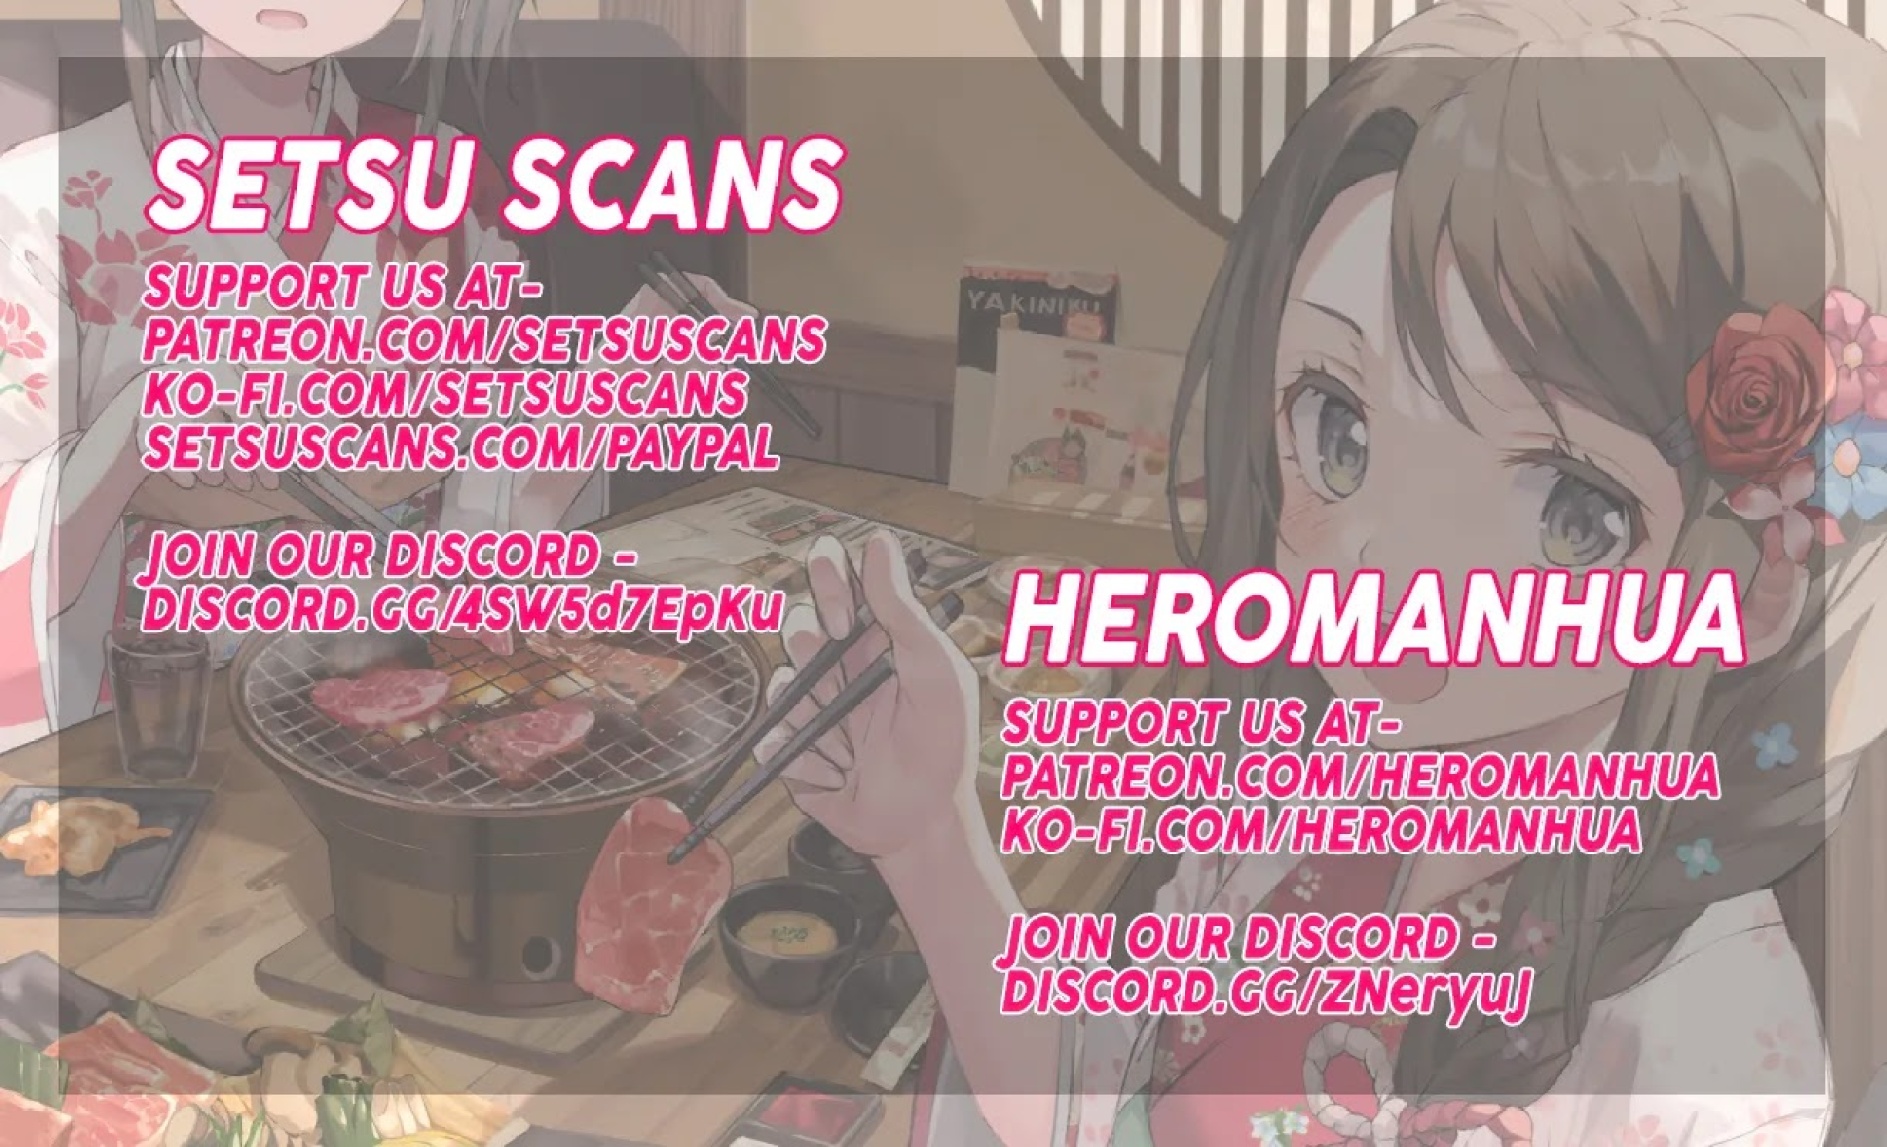 SETSU SCANS
SUPPORT US AT-
PATREON.COM/SETSUSCANS
KO-FI.COM/SETSUSCANS
SETSUSCANS.COM/PAYPAL
JOIN OUR DISCORD -
DISCORD.GG/4SW5d7EpKu
YAKINIKU
HEROMANHUA
SUPPORT US AT-
PATREON.COM/HEROMANHUA
KO-FI.COM/HEROMANHUA
JOIN OUR DISCORD -
DISCORD.GG/ZNeryuJ